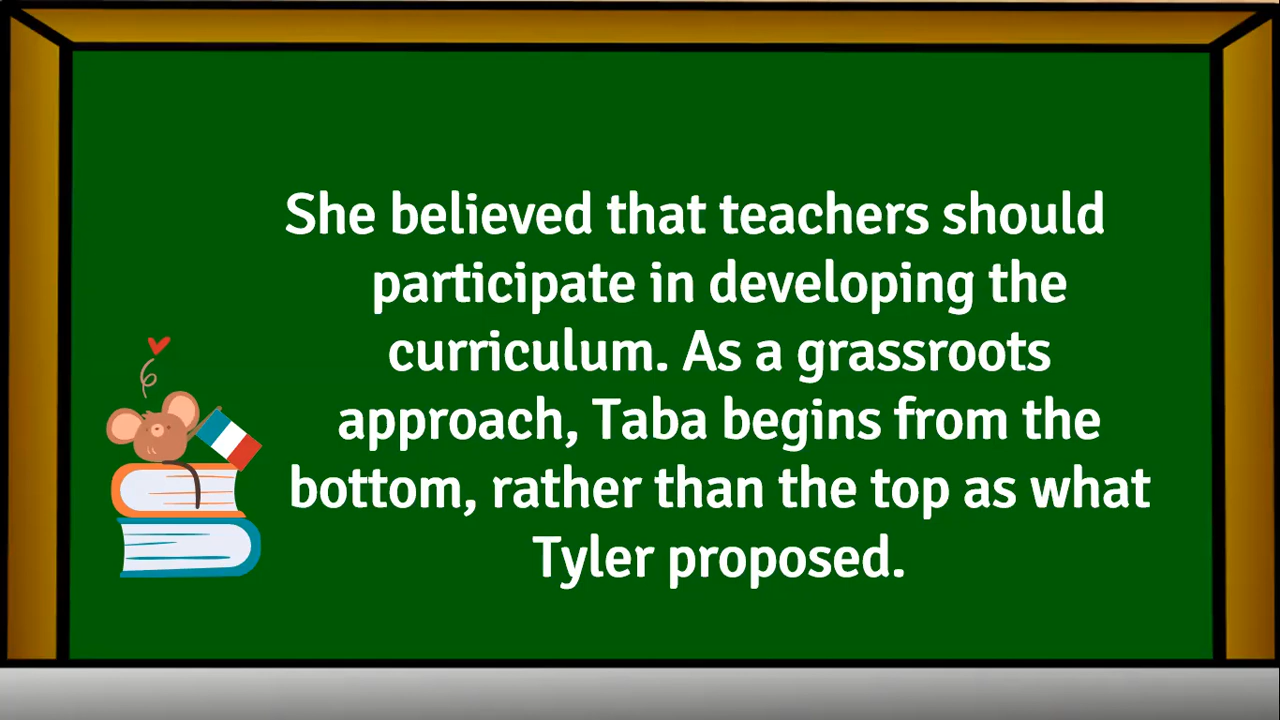 She believed that teachers should
participate in developing the
curriculum. As a grassroots
approach, Taba begins from the
bottom, rather than the top as what
Tyler proposed.